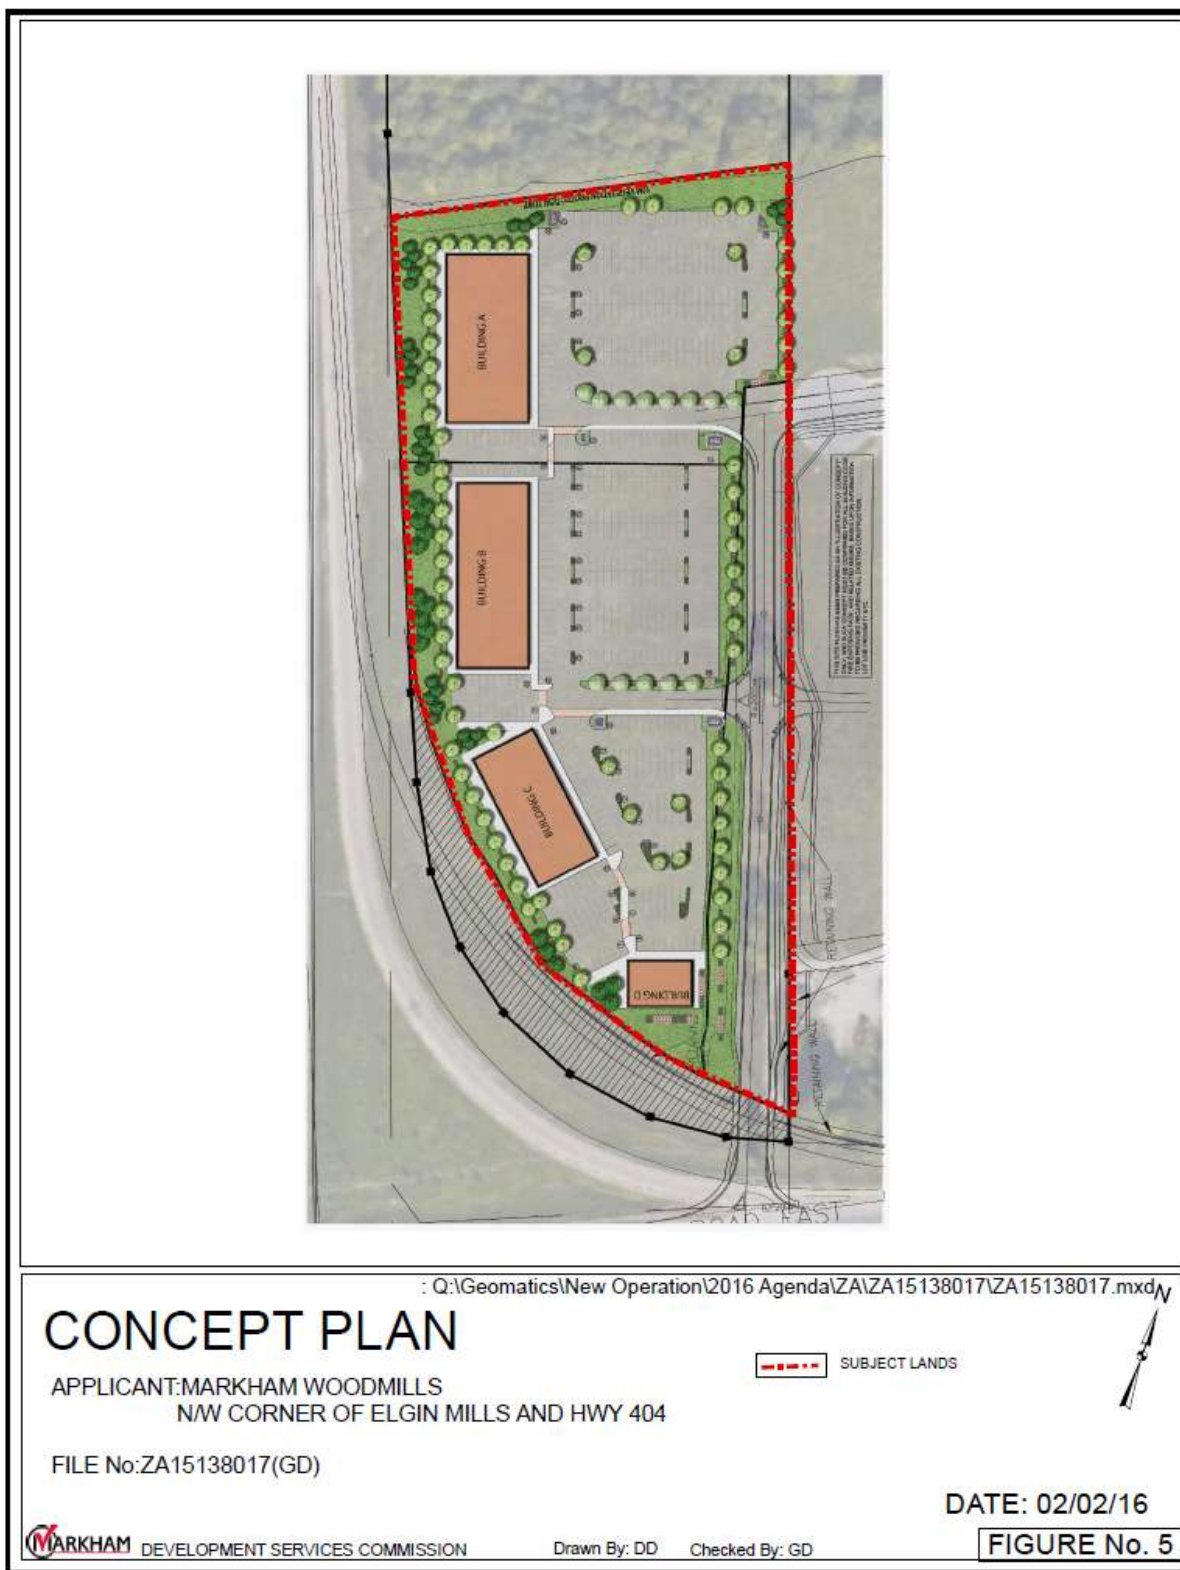 BUILDING A
BUILDING B
BUILDING C
BUILDING D
RETAINING WALL
RETAINING WALL
ROAD EAST
: Q:\Geomatics\New Operation\2016 Agenda\ZA\ZA15138017\ZA15138017.mxd
N
CONCEPT PLAN
SUBJECT LANDS
APPLICANT:MARKHAM WOODMILLS
N/W CORNER OF ELGIN MILLS AND HWY 404
FILE No:ZA15138017(GD)
DATE: 02/02/16
MARKHAM DEVELOPMENT SERVICES COMMISSION
Drawn By: DD
Checked By: GD
FIGURE No. 5